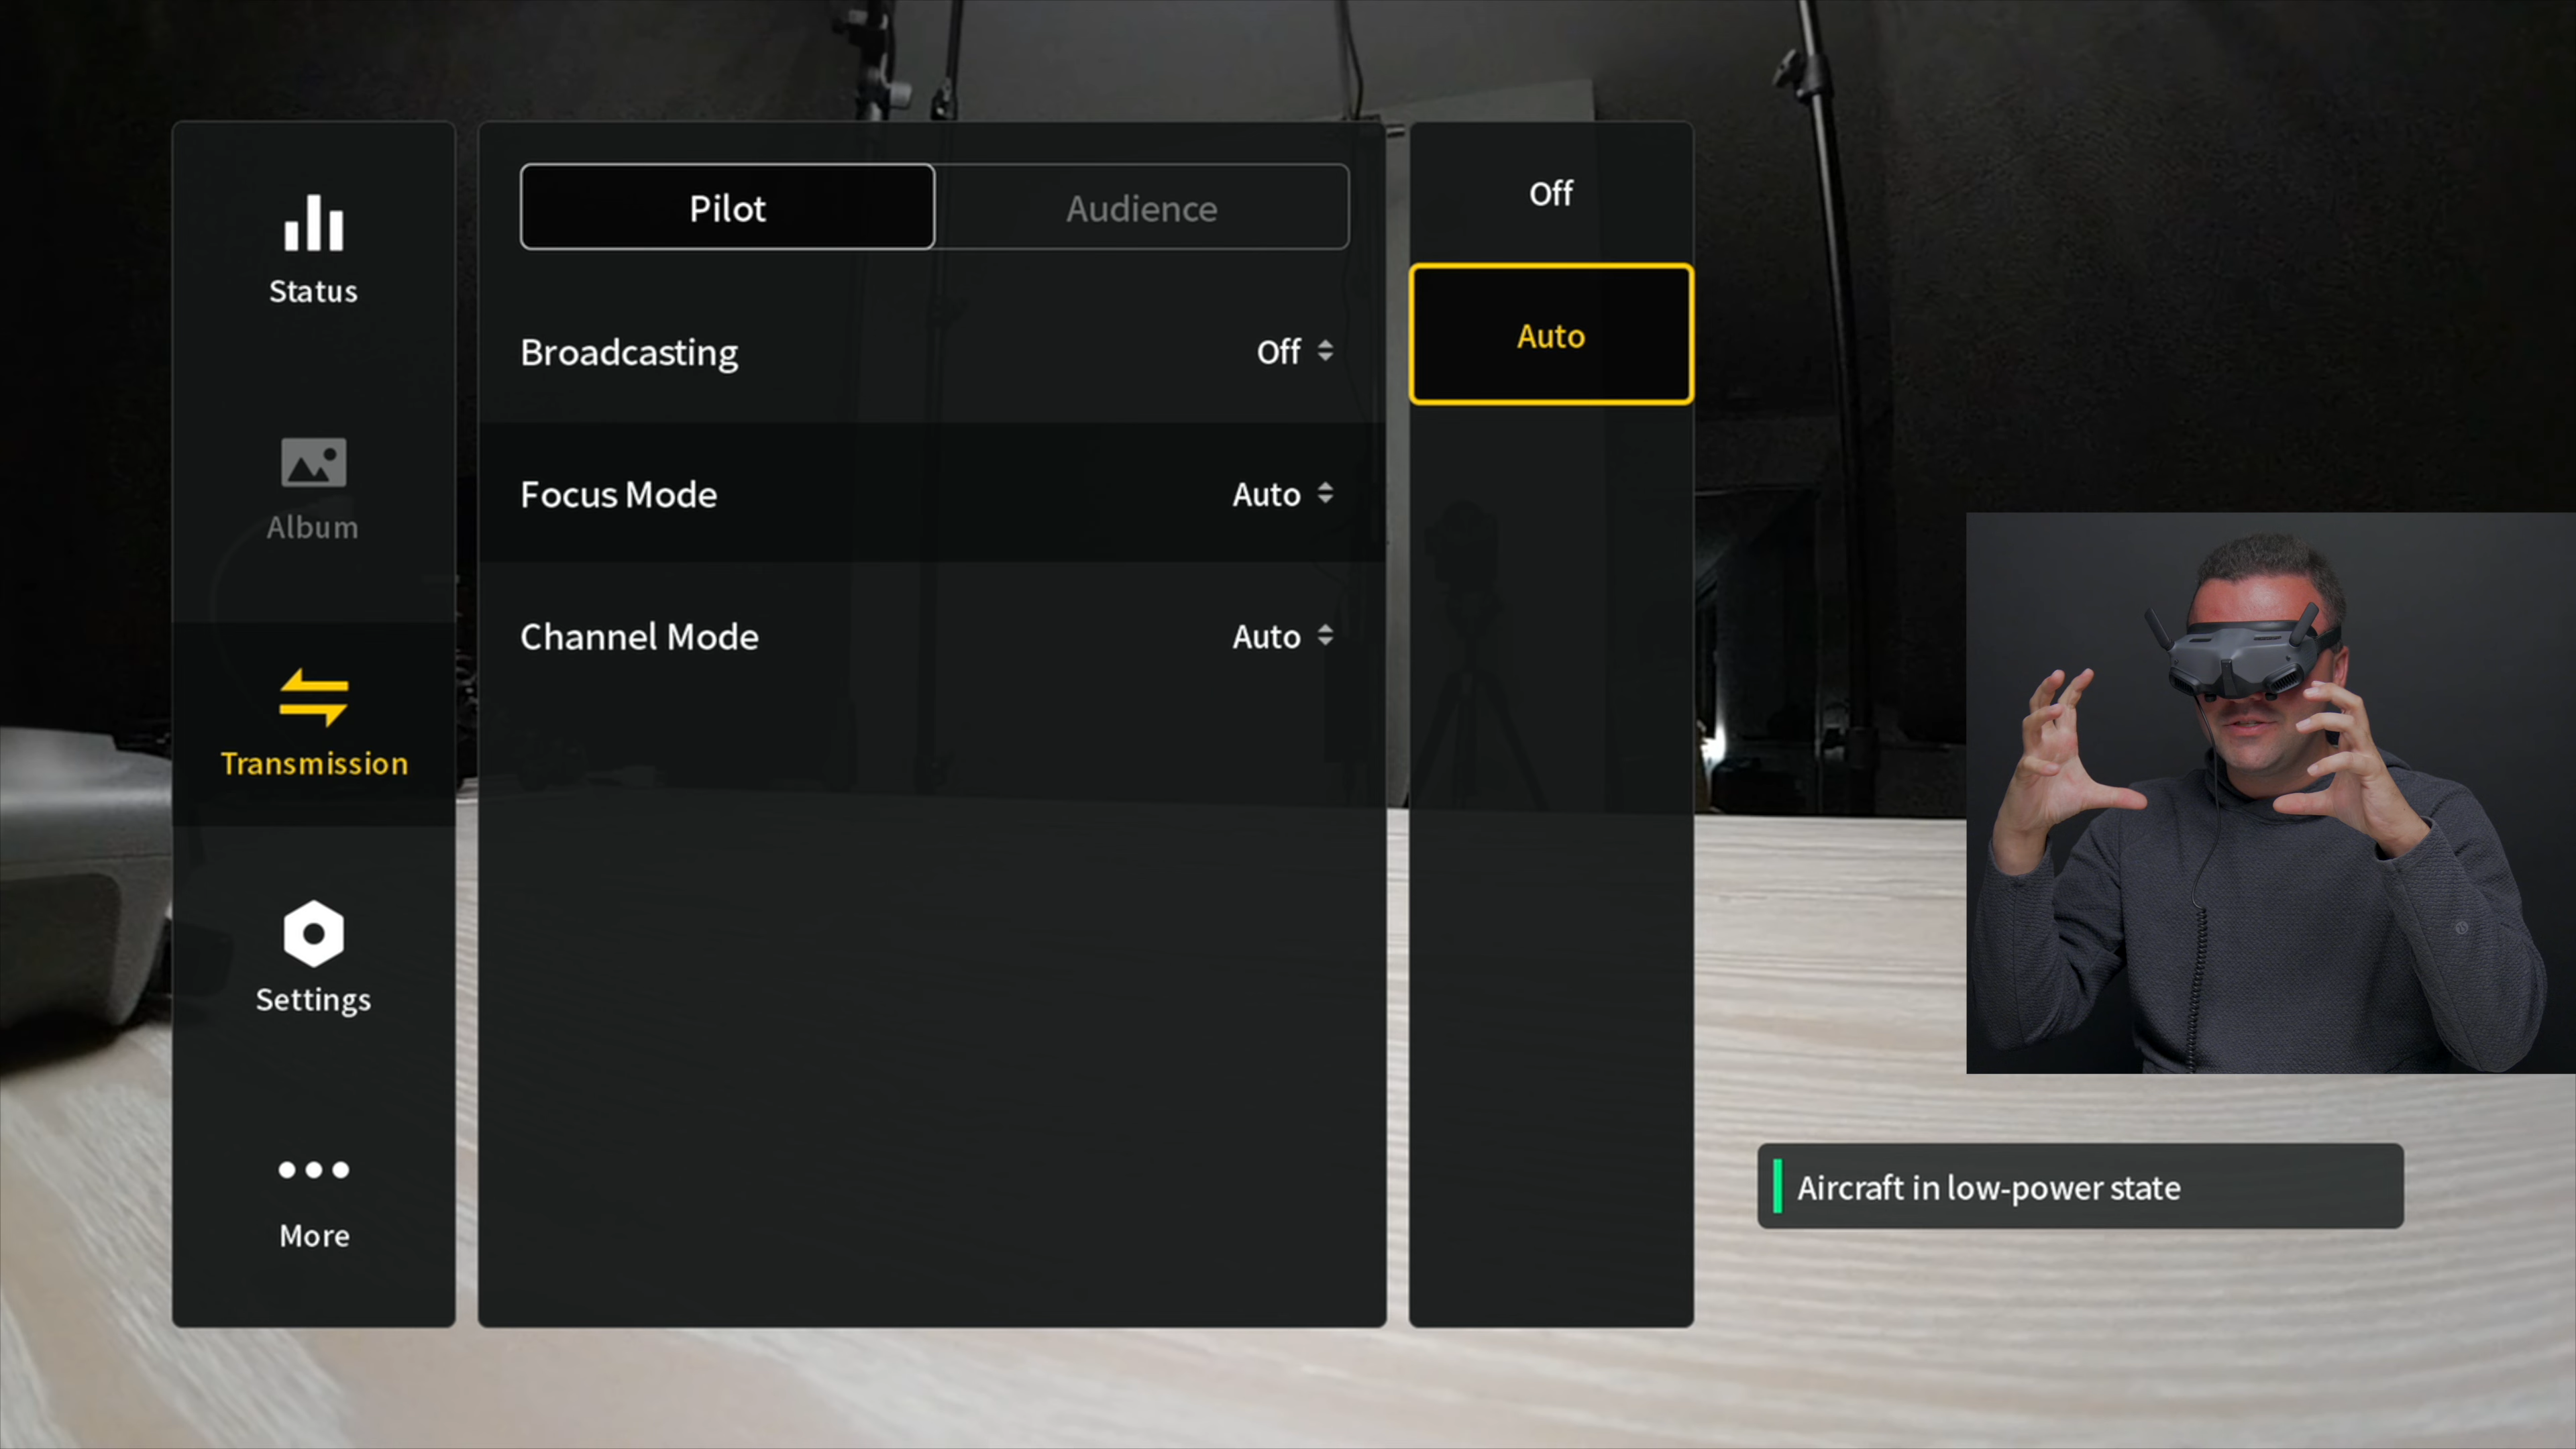 Status
Album
Transmission
Settings
More
Pilot
Audience
Broadcasting
Off
Focus Mode
Auto
Channel Mode
Auto
Off
Auto
Aircraft in low-power state